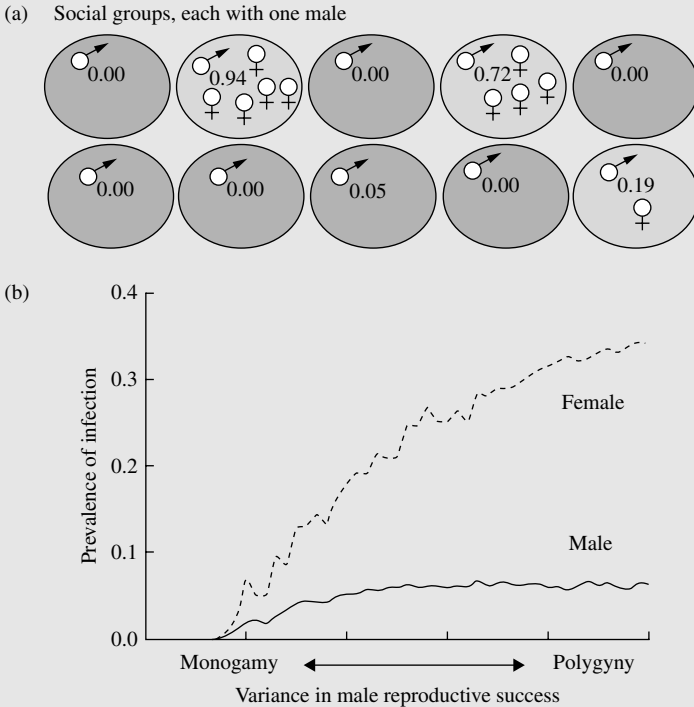 (a) Social groups, each with one male
0.00 0.94 0.00 0.72 0.00
0.00 0.00 0.05 0.00 0.19
(b)
0.4
0.3
0.2
0.1
0.0
Prevalence of infection
Female
Male
Monogamy Polygyny
Variance in male reproductive success